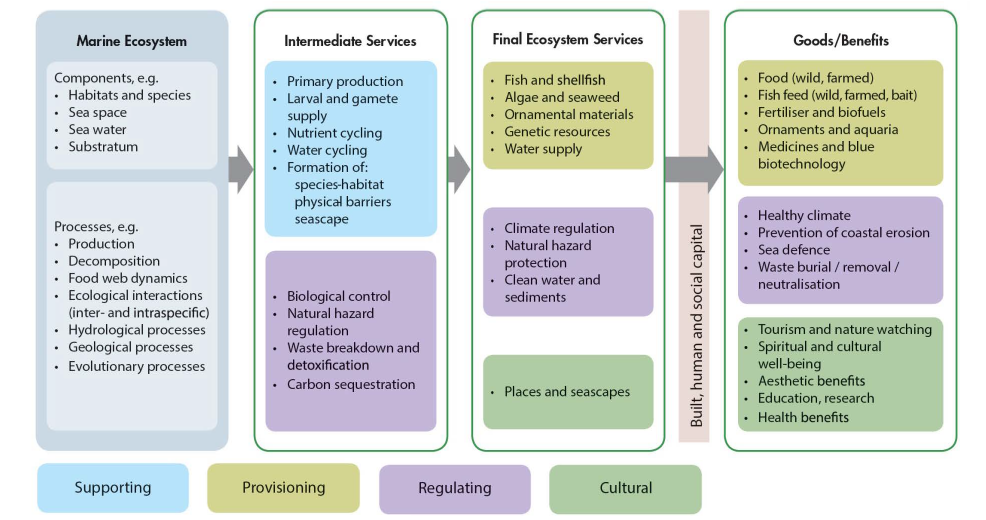 Marine Ecosystem
Components, e.g.
• Habitats and species
• Sea space
• Sea water
• Substratum
Processes, e.g.
• Production
• Decomposition
• Food web dynamics
• Ecological interactions
(inter- and intraspecific)
• Hydrological processes
• Geological processes
• Evolutionary processes
Intermediate Services
• Primary production
• Larval and gamete
supply
• Nutrient cycling
• Water cycling
• Formation of:
species-habitat
physical barriers
seascape
• Biological control
• Natural hazard
regulation
• Waste breakdown and
detoxification
• Carbon sequestration
Final Ecosystem Services
• Fish and shellfish
• Algae and seaweed
• Ornamental materials
• Genetic resources
• Water supply
• Climate regulation
• Natural hazard
protection
• Clean water and
sediments
• Places and seascapes
Built, human and social capital
Goods/Benefits
• Food (wild, farmed)
• Fish feed (wild, farmed, bait)
• Fertiliser and biofuels
• Ornaments and aquaria
• Medicines and blue
biotechnology
• Healthy climate
• Prevention of coastal erosion
• Sea defence
• Waste burial / removal /
neutralisation
• Tourism and nature watching
• Spiritual and cultural
well-being
• Aesthetic benefits
• Education, research
• Health benefits
Supporting
Provisioning
Regulating
Cultural